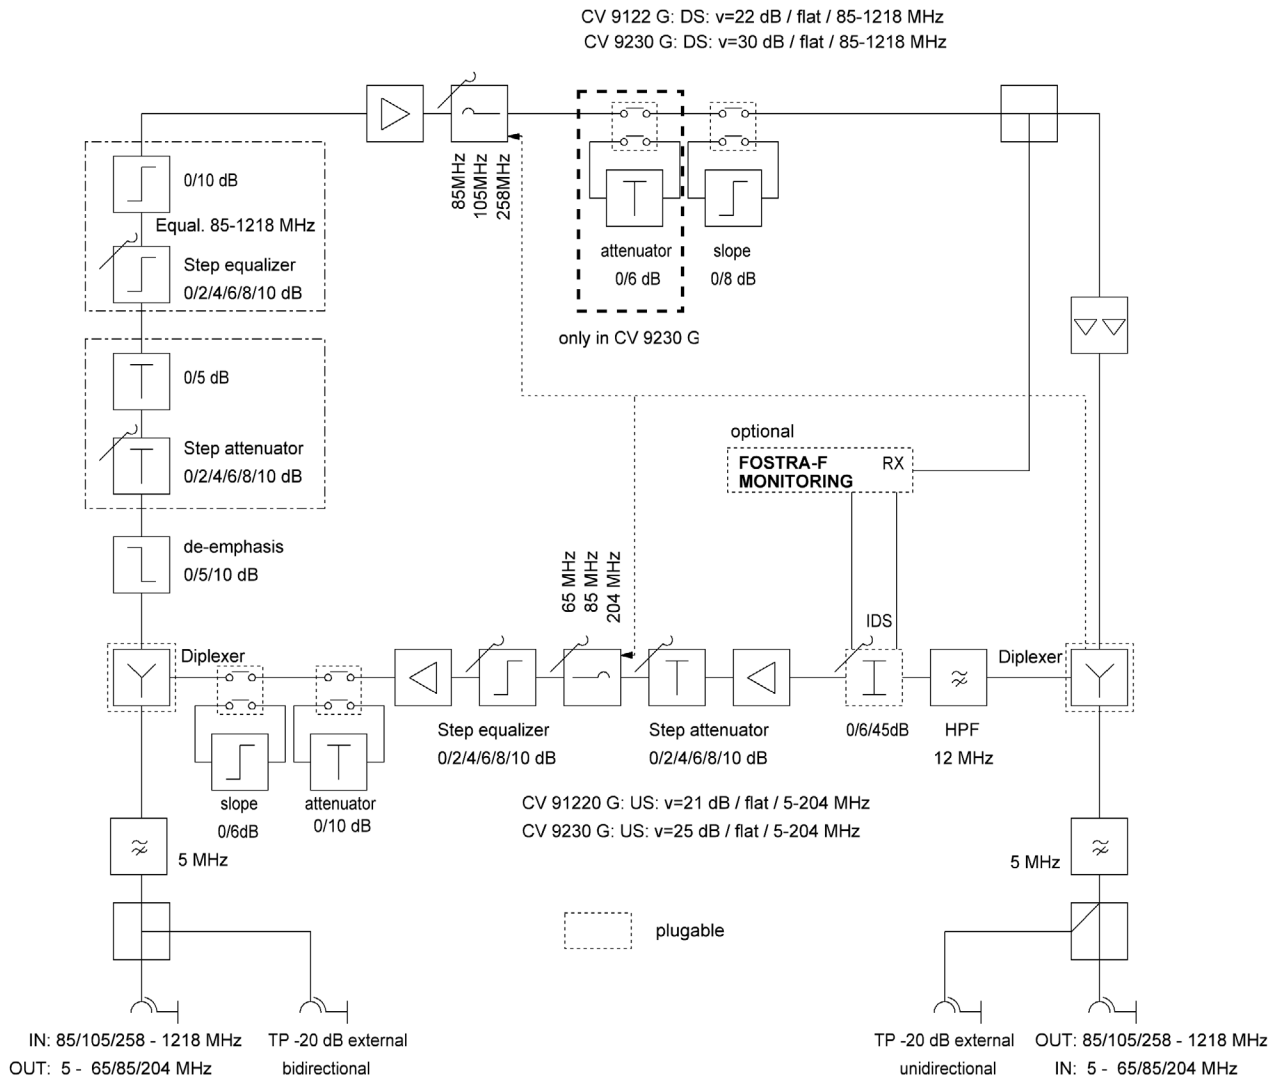 CV 9122 G: DS: v=22 dB / flat / 85-1218 MHz
CV 9230 G: DS: v=30 dB / flat / 85-1218 MHz
0/10 dB
Equal. 85-1218 MHz
Step equalizer
0/2/4/6/8/10 dB
85MHz
105MHz
258MHz
attenuator
0/6 dB
slope
0/8 dB
only in CV 9230 G
0/5 dB
Step attenuator
0/2/4/6/8/10 dB
optional
FOSTRA-F RX
MONITORING
de-emphasis
0/5/10 dB
65 MHz
85 MHz
204 MHz
IDS
Diplexer
Diplexer
Step equalizer
0/2/4/6/8/10 dB
Step attenuator
0/2/4/6/8/10 dB
0/6/45dB
HPF
12 MHz
slope
0/6dB
attenuator
0/10 dB
CV 91220 G: US: v=21 dB / flat / 5-204 MHz
CV 9230 G: US: v=25 dB / flat / 5-204 MHz
5 MHz
5 MHz
plugable
IN: 85/105/258 - 1218 MHz
OUT: 5 - 65/85/204 MHz
TP -20 dB external
bidirectional
TP -20 dB external
unidirectional
OUT: 85/105/258 - 1218 MHz
IN: 5 - 65/85/204 MHz